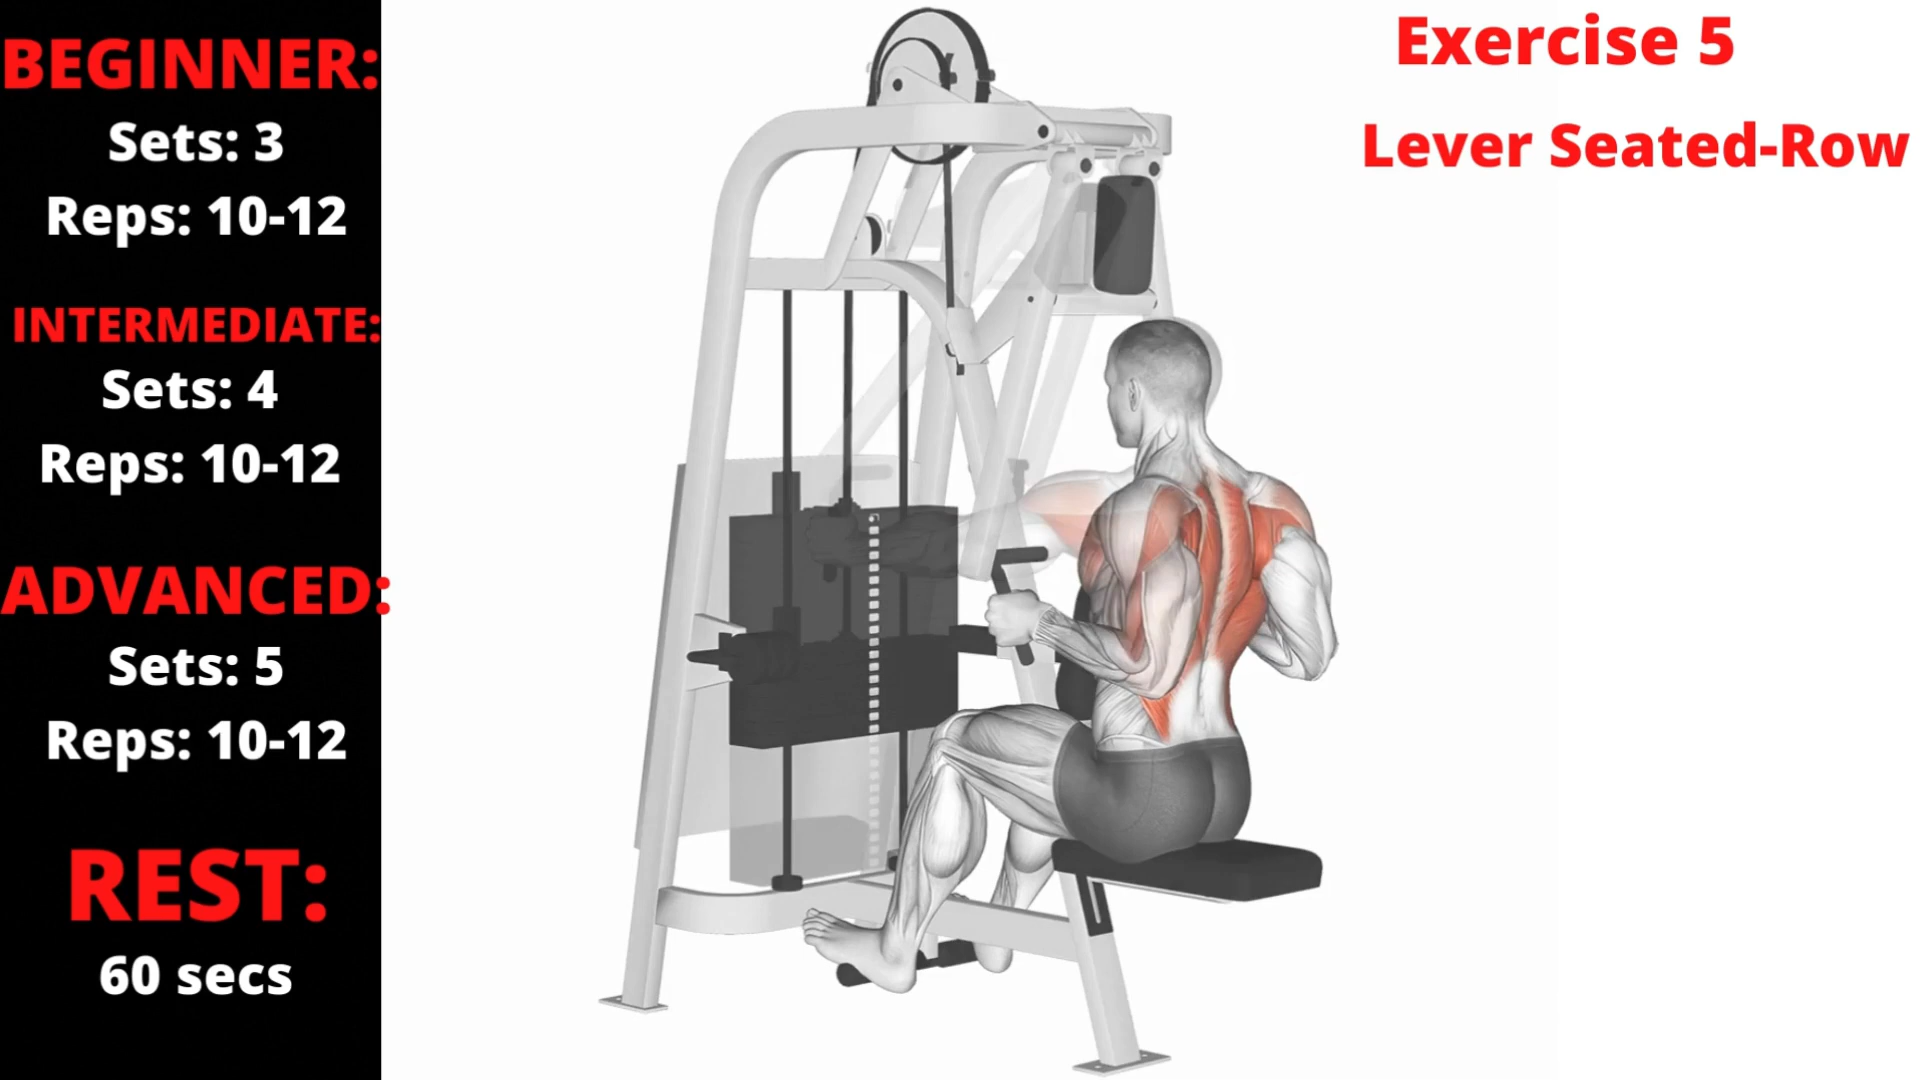 BEGINNER:
Sets: 3
Reps: 10-12
INTERMEDIATE:
Sets: 4
Reps: 10-12
ADVANCED:
Sets: 5
Reps: 10-12
REST:
60 secs
Exercise 5
Lever Seated-Row